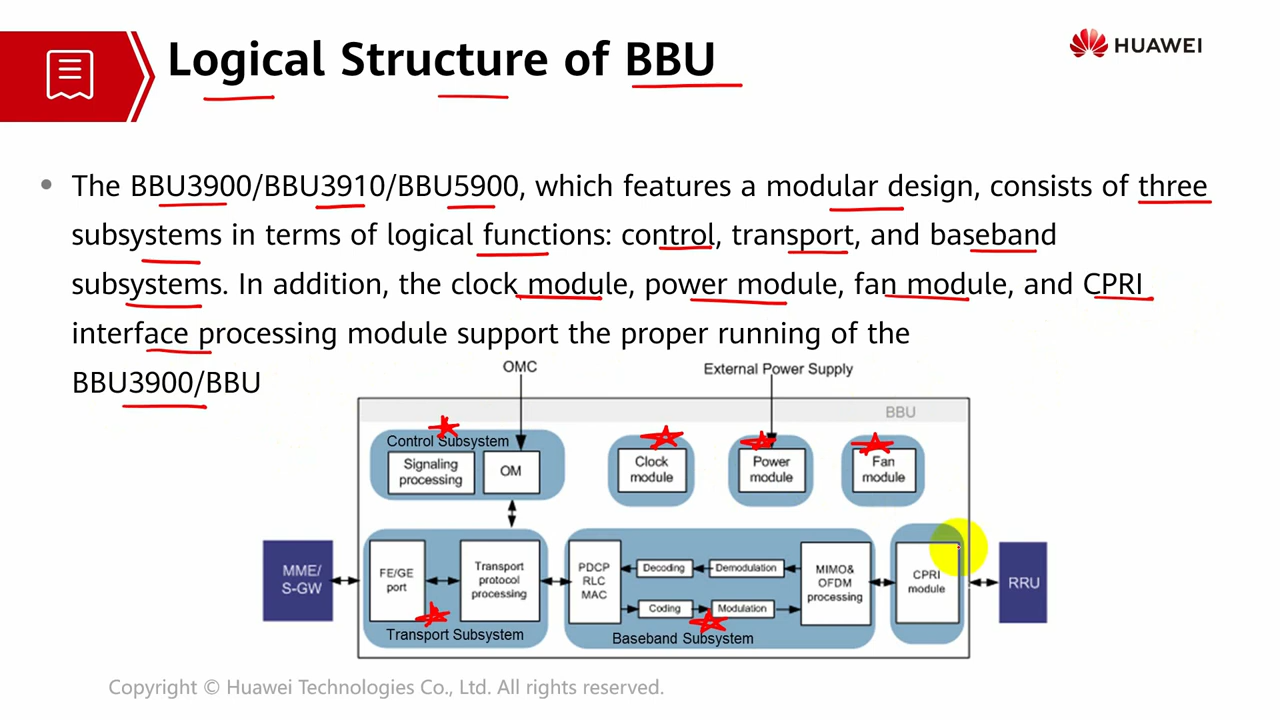 Logical Structure of BBU
HUAWEI
• The BBU3900/BBU3910/BBU5900, which features a modular design, consists of three
subsystems in terms of logical functions: control, transport, and baseband
subsystems. In addition, the clock module, power module, fan module, and CPRI
interface processing module support the proper running of the
BBU3900/BBU
OMC
External Power Supply
BBU
Control Subsystem
Signaling
processing
OM
Clock
module
Power
module
Fan
module
MME/
S-GW
FE/GE
port
Transport
protocol
processing
Transport Subsystem
PDCP
RLC
MAC
Decoding
Demodulation
Coding
Modulation
MIMO&
OFDM
processing
Baseband Subsystem
CPRI
module
RRU
Copyright © Huawei Technologies Co., Ltd. All rights reserved.